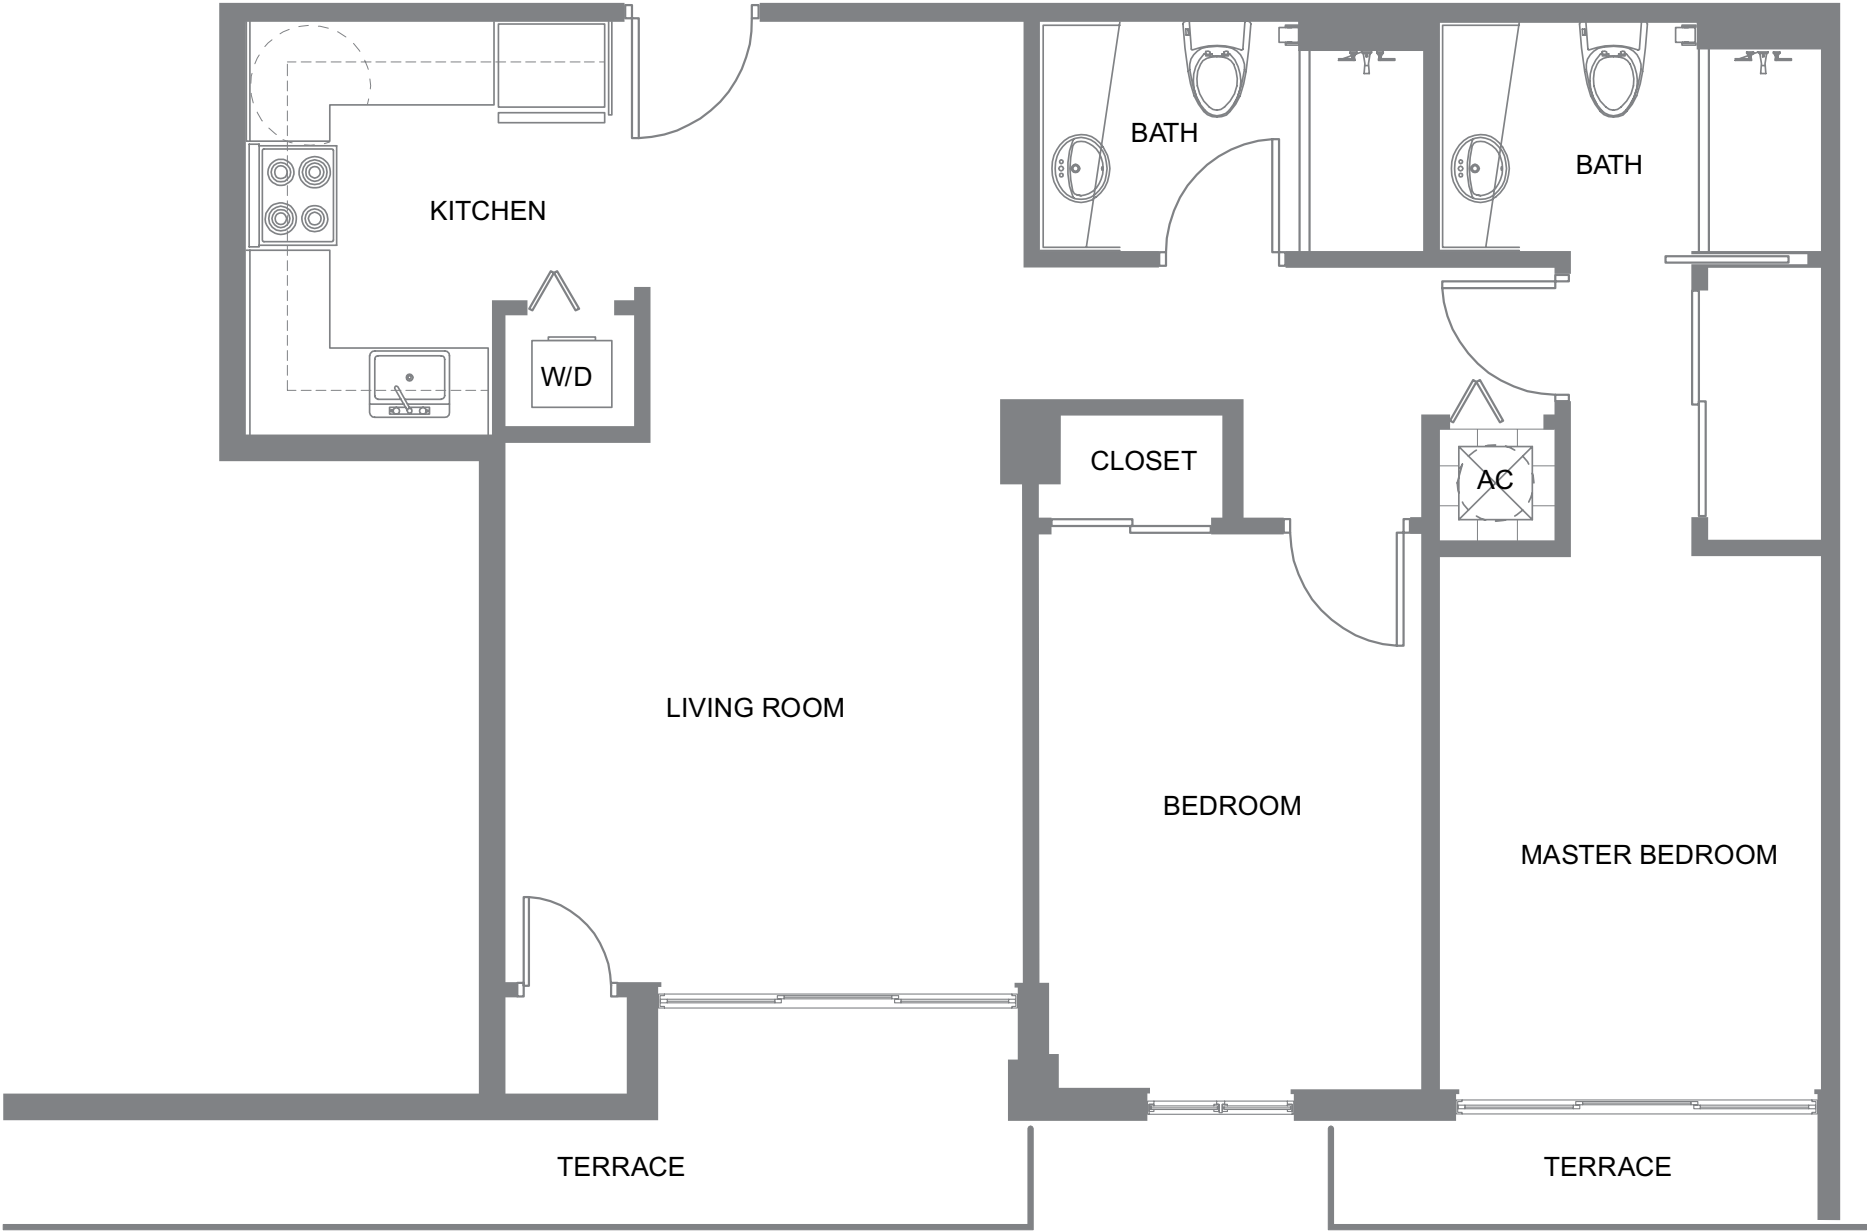 BATH
BATH
KITCHEN
W/D
CLOSET
AC
LIVING ROOM
BEDROOM
MASTER BEDROOM
TERRACE
TERRACE